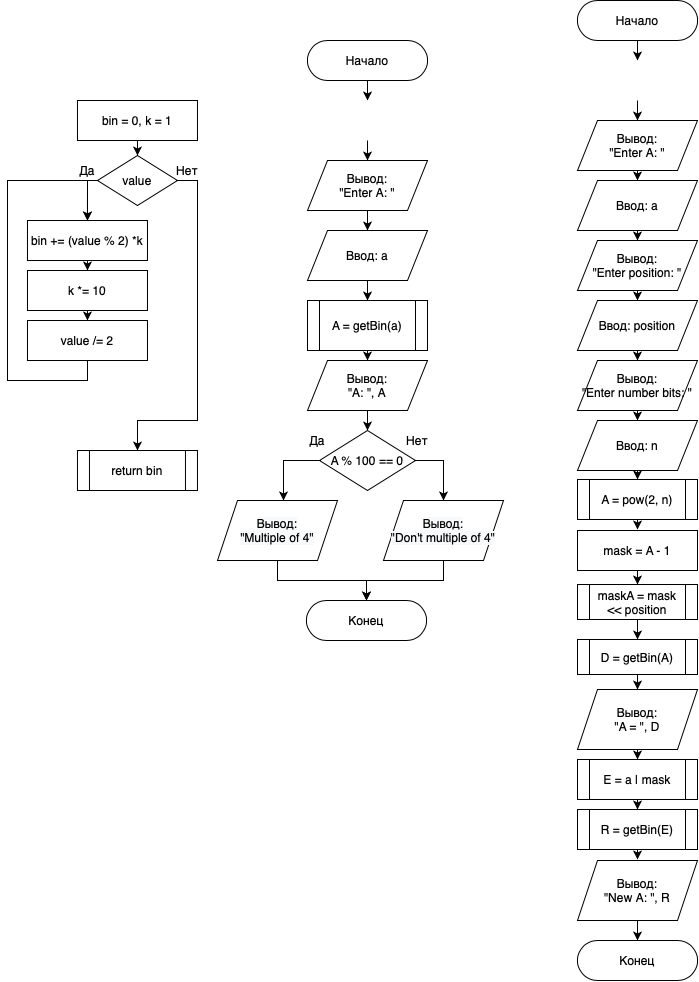 bin = 0, k = 1
value
Да
Нет
bin += (value % 2) *k
k *= 10
value /= 2
return bin
Начало
Вывод:
"Enter A: "
Ввод: a
A = getBin(a)
Вывод:
"A: ", A
A % 100 == 0
Да
Нет
Вывод:
"Multiple of 4"
Вывод:
"Don't multiple of 4"
Конец
Начало
Вывод:
"Enter A: "
Ввод: a
Вывод:
"Enter position: "
Ввод: position
Вывод:
"Enter number bits: "
Ввод: n
A = pow(2, n)
mask = A - 1
maskA = mask
<< position
D = getBin(A)
Вывод:
"A = ", D
E = a | mask
R = getBin(E)
Вывод:
"New A: ", R
Конец